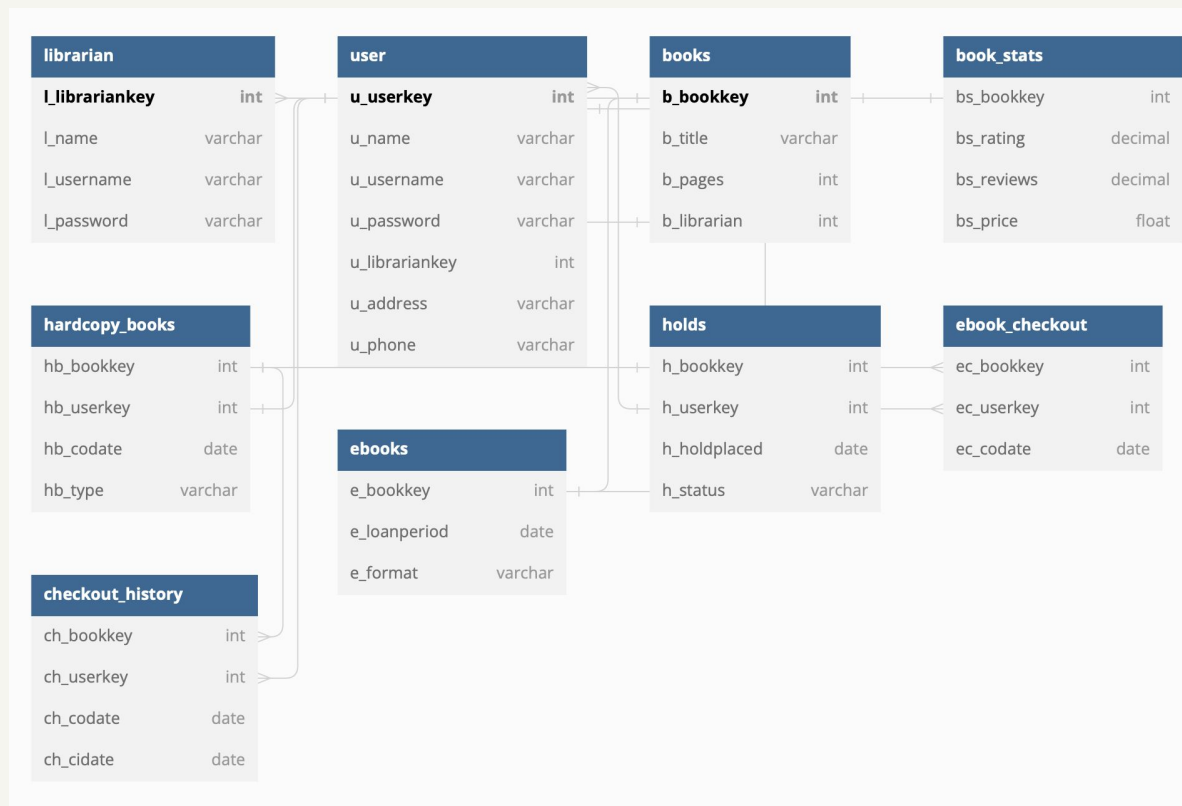 librarian
l_librariankey int
l_name varchar
l_username varchar
l_password varchar
user
u_userkey int
u_name varchar
u_username varchar
u_password varchar
u_librariankey int
u_address varchar
u_phone varchar
books
b_bookkey int
b_title varchar
b_pages int
b_librarian int
book_stats
bs_bookkey int
bs_rating decimal
bs_reviews decimal
bs_price float
hardcopy_books
hb_bookkey int
hb_userkey int
hb_codate date
hb_type varchar
holds
h_bookkey int
h_userkey int
h_holdplaced date
h_status varchar
ebook_checkout
ec_bookkey int
ec_userkey int
ec_codate date
ebooks
e_bookkey int
e_loanperiod date
e_format varchar
checkout_history
ch_bookkey int
ch_userkey int
ch_codate date
ch_cidate date